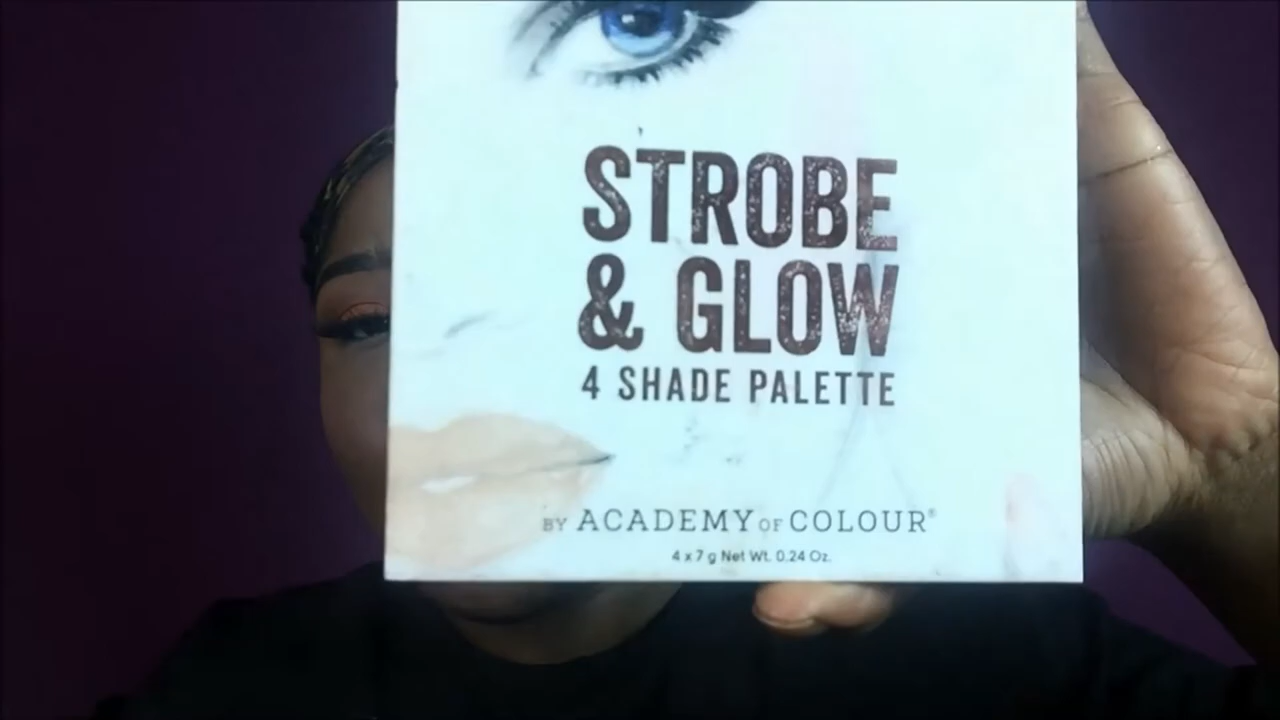 STROBE
& GLOW
4 SHADE PALETTE
BY ACADEMY OF COLOUR®
4 x 7 g Net Wt. 0.24 Oz.